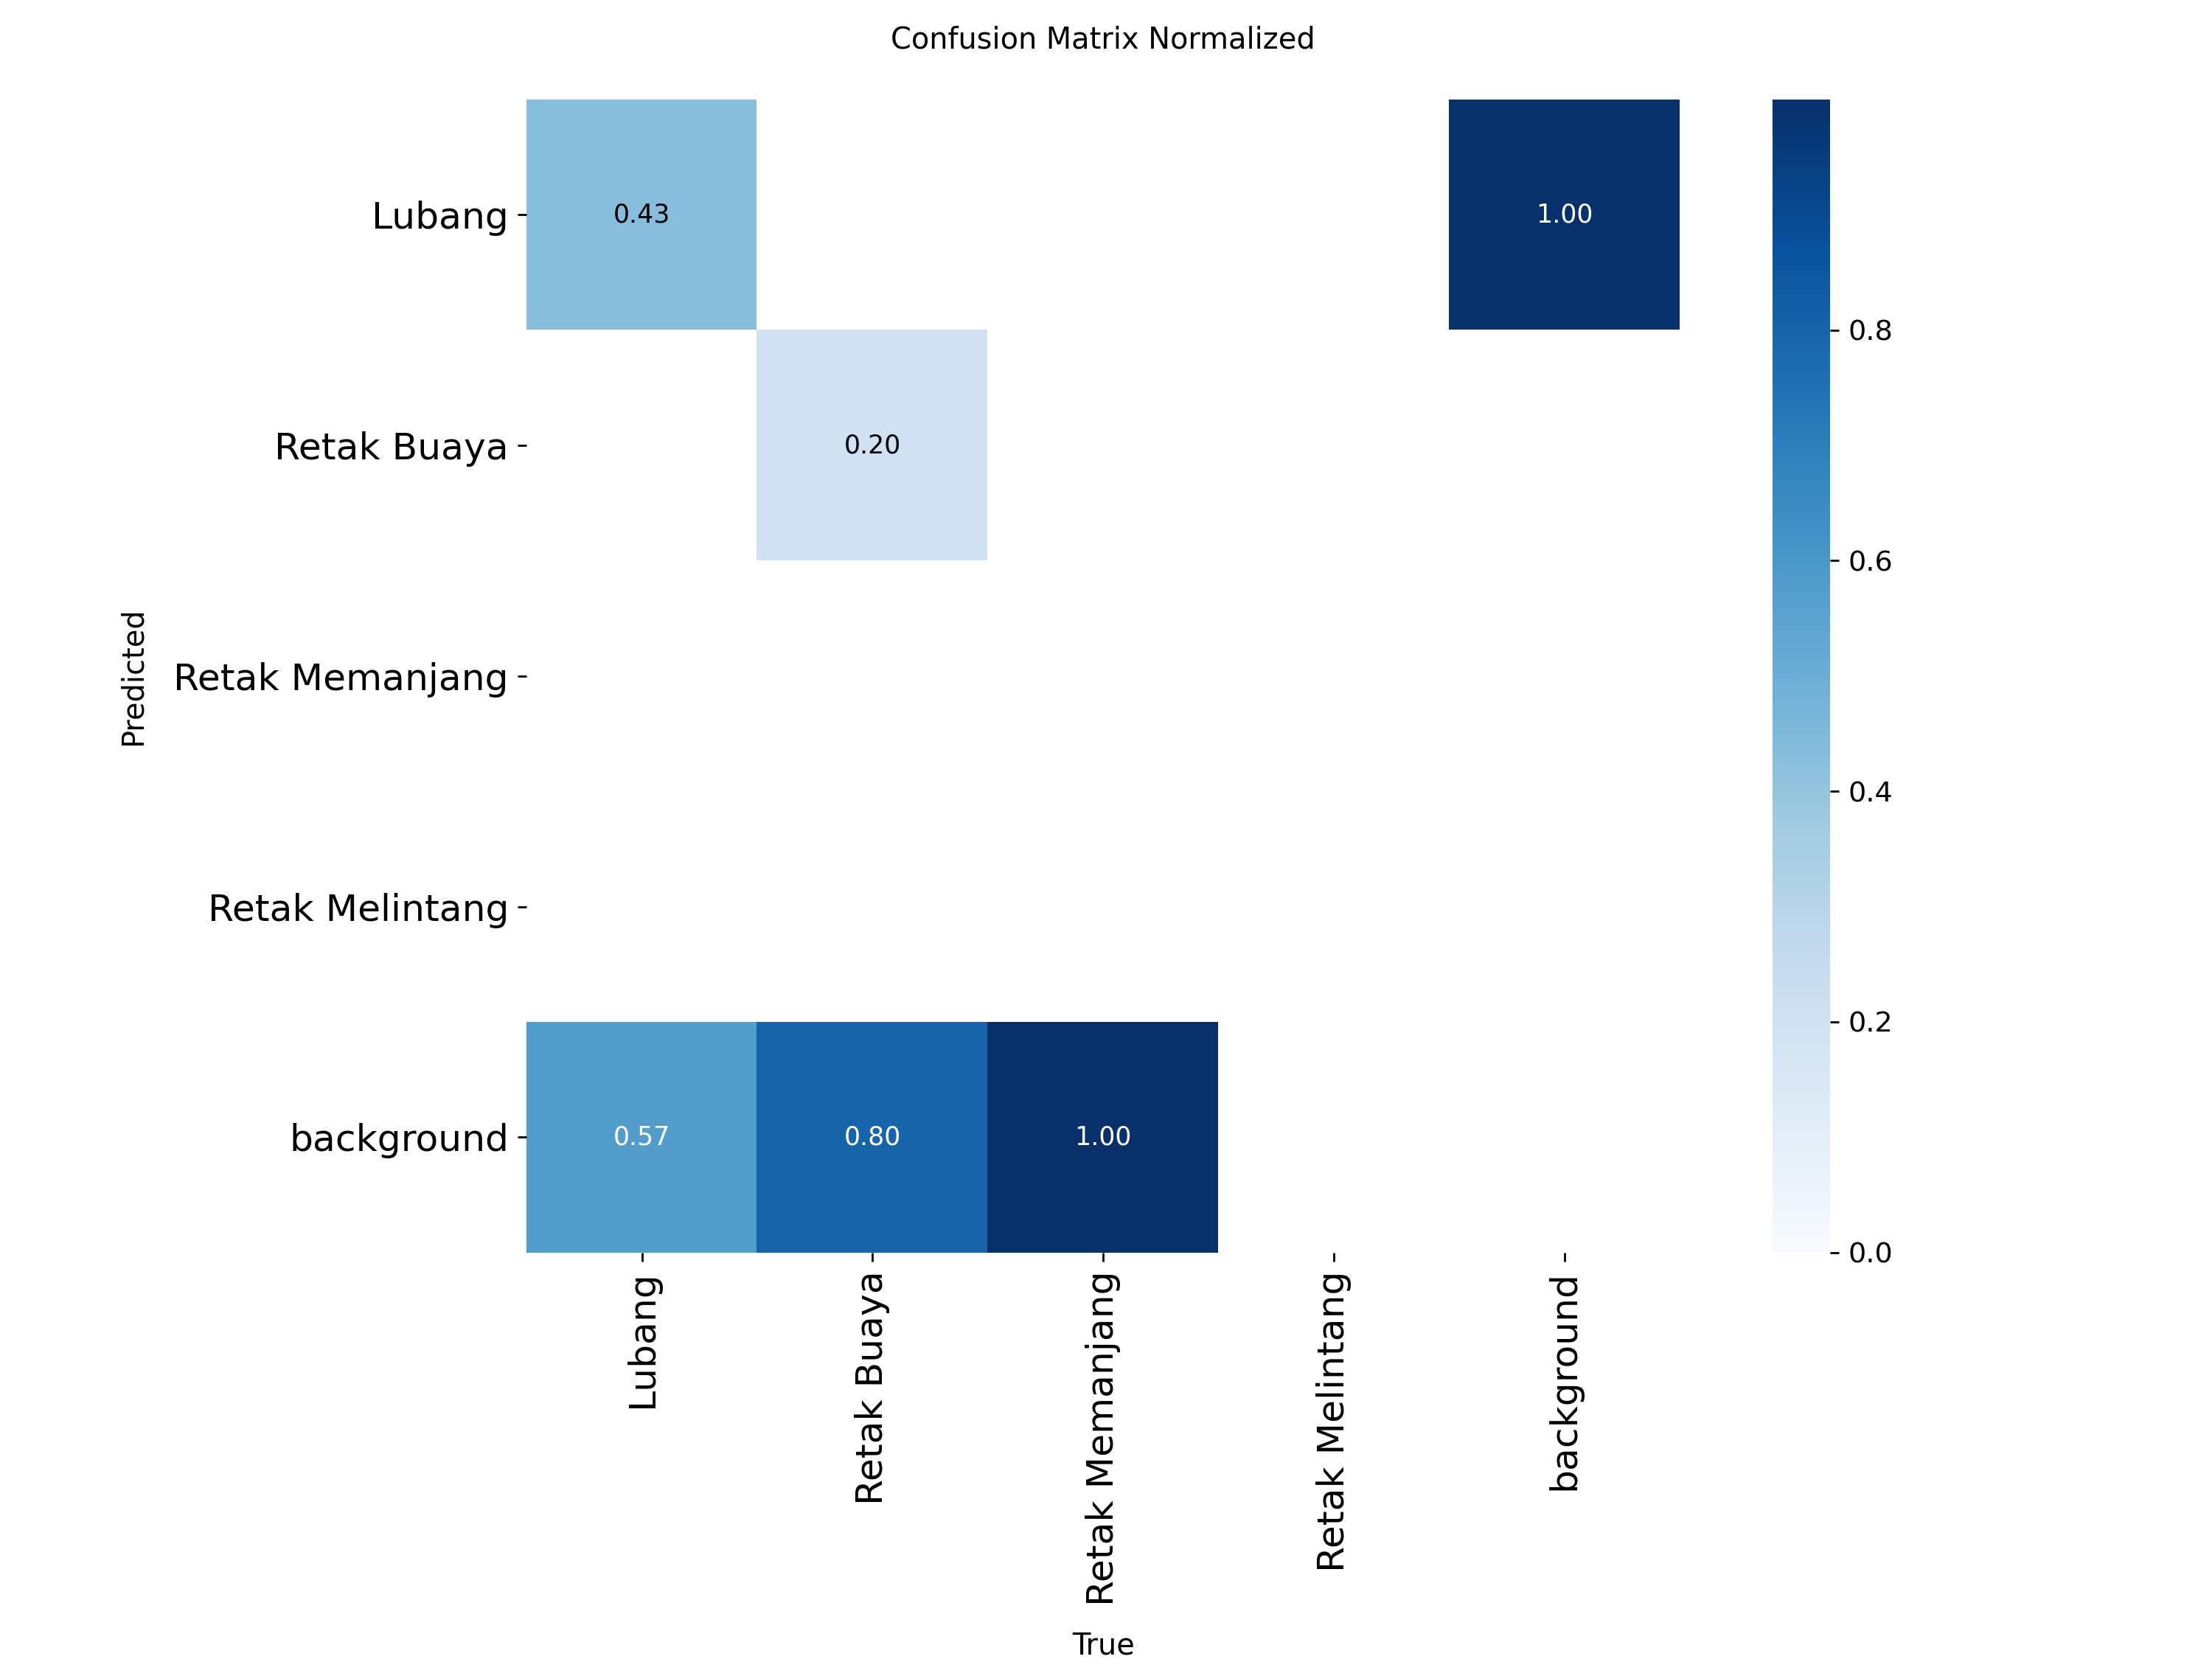 Confusion Matrix Normalized
Predicted
Lubang
Retak Buaya
Retak Memanjang
Retak Melintang
background
0.43
1.00
0.20
0.57
0.80
1.00
0.8
0.6
0.4
0.2
0.0
Lubang
Retak Buaya
Retak Memanjang
Retak Melintang
background
True